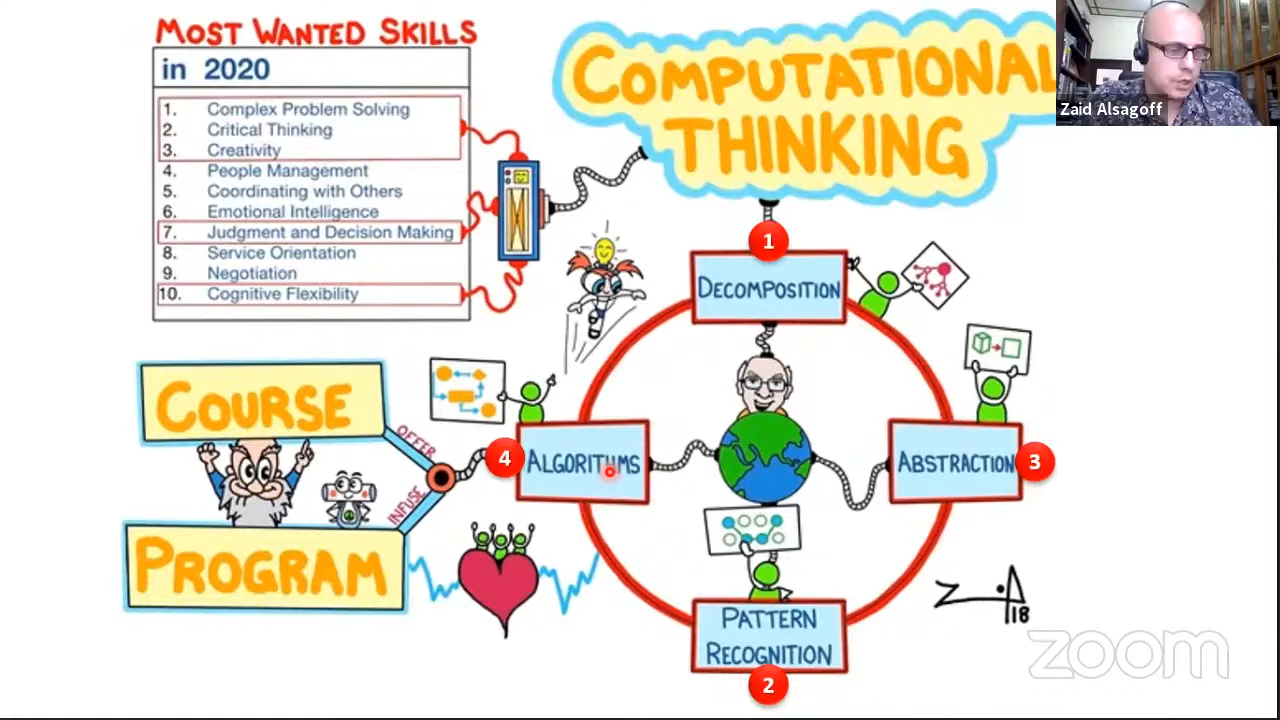 MOST WANTED SKILLS
in 2020
1. Complex Problem Solving
2. Critical Thinking
3. Creativity
4. People Management
5. Coordinating with Others
6. Emotional Intelligence
7. Judgment and Decision Making
8. Service Orientation
9. Negotiation
10. Cognitive Flexibility
COMPUTATIONAL
THINKING
Zaid Alsagoff
1
DECOMPOSITION
COURSE
OFFER
INFUSE
PROGRAM
4
ALGORITHMS
ABSTRACTION
3
PATTERN
RECOGNITION
2
18
zoom